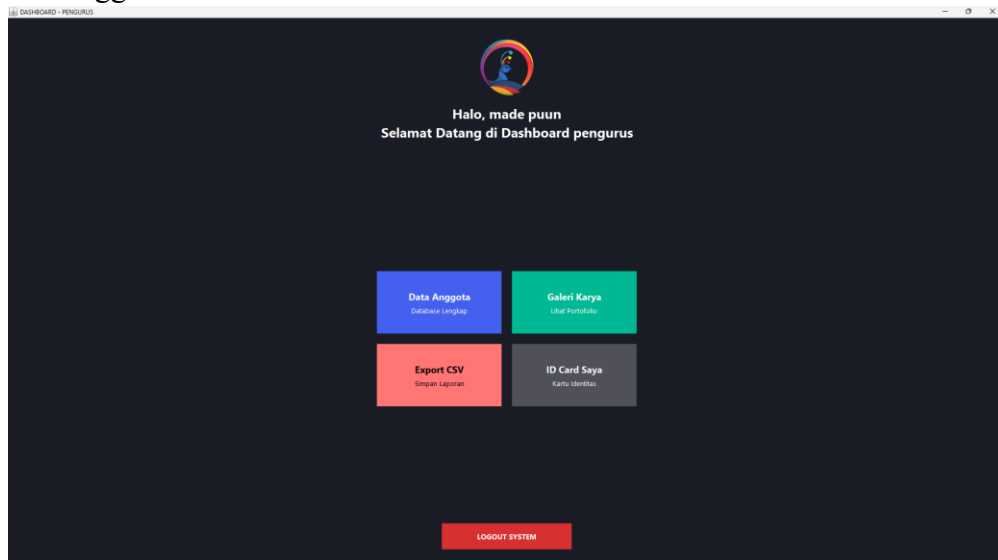 DASHBOARD - PENGURUS
Halo, made puun
Selamat Datang di Dashboard pengurus
Data Anggota
Database Lengkap
Galeri Karya
Lihat Portofolio
Export CSV
Simpan Laporan
ID Card Saya
Kartu Identitas
LOGOUT SYSTEM